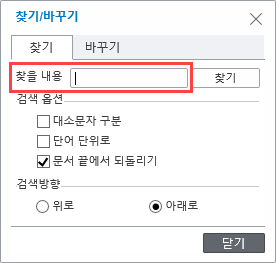 찾기/바꾸기
찾기 바꾸기
찾을 내용 찾기
검색 옵션
대소문자 구분
단어 단위로
문서 끝에서 되돌리기
검색방향
위로 아래로
닫기